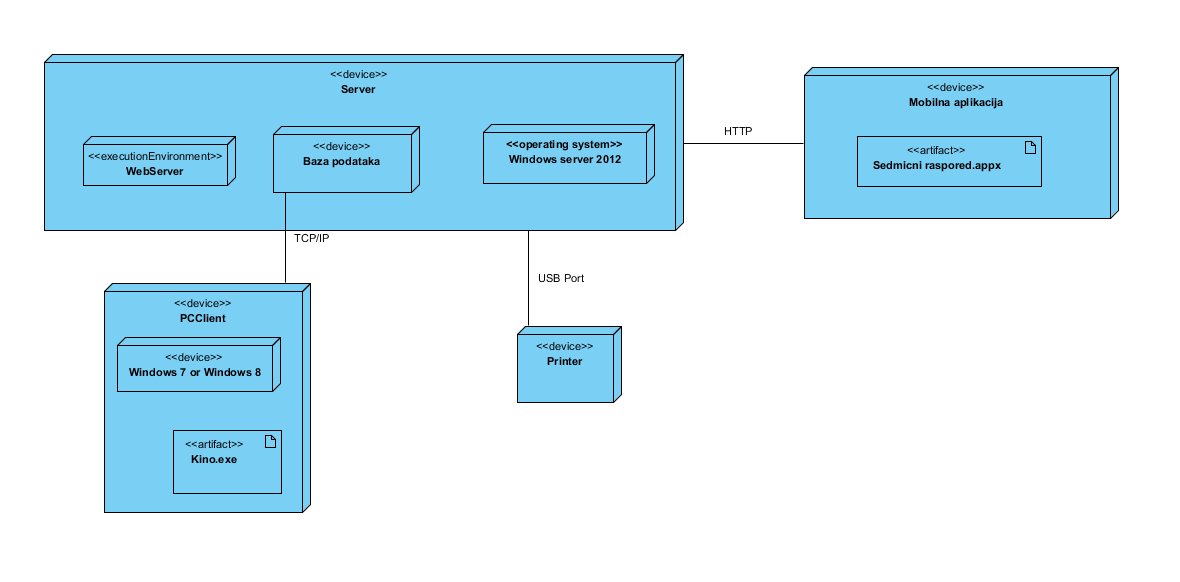 <<device>>
Server
<<executionEnvironment>>
WebServer
<<device>>
Baza podataka
<<operating system>>
Windows server 2012
HTTP
<<device>>
Mobilna aplikacija
<<artifact>>
Sedmicni raspored.appx
TCP/IP
USB Port
<<device>>
PCClient
<<device>>
Windows 7 or Windows 8
<<artifact>>
Kino.exe
<<device>>
Printer